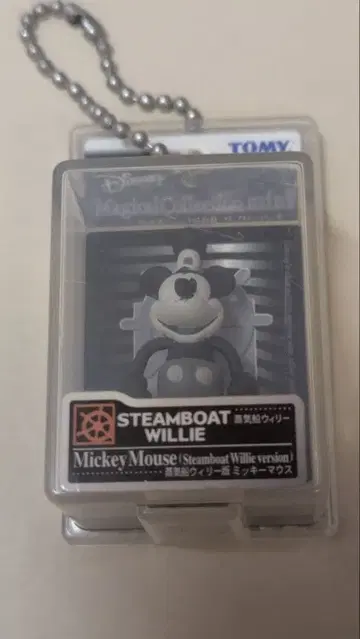 TOMY
Disney
Magical Collection mini
STEAMBOAT
WILLIE
蒸気船ウィリー
Mickey Mouse (Steamboat Willie version)
蒸気船ウィリー版 ミッキーマウス